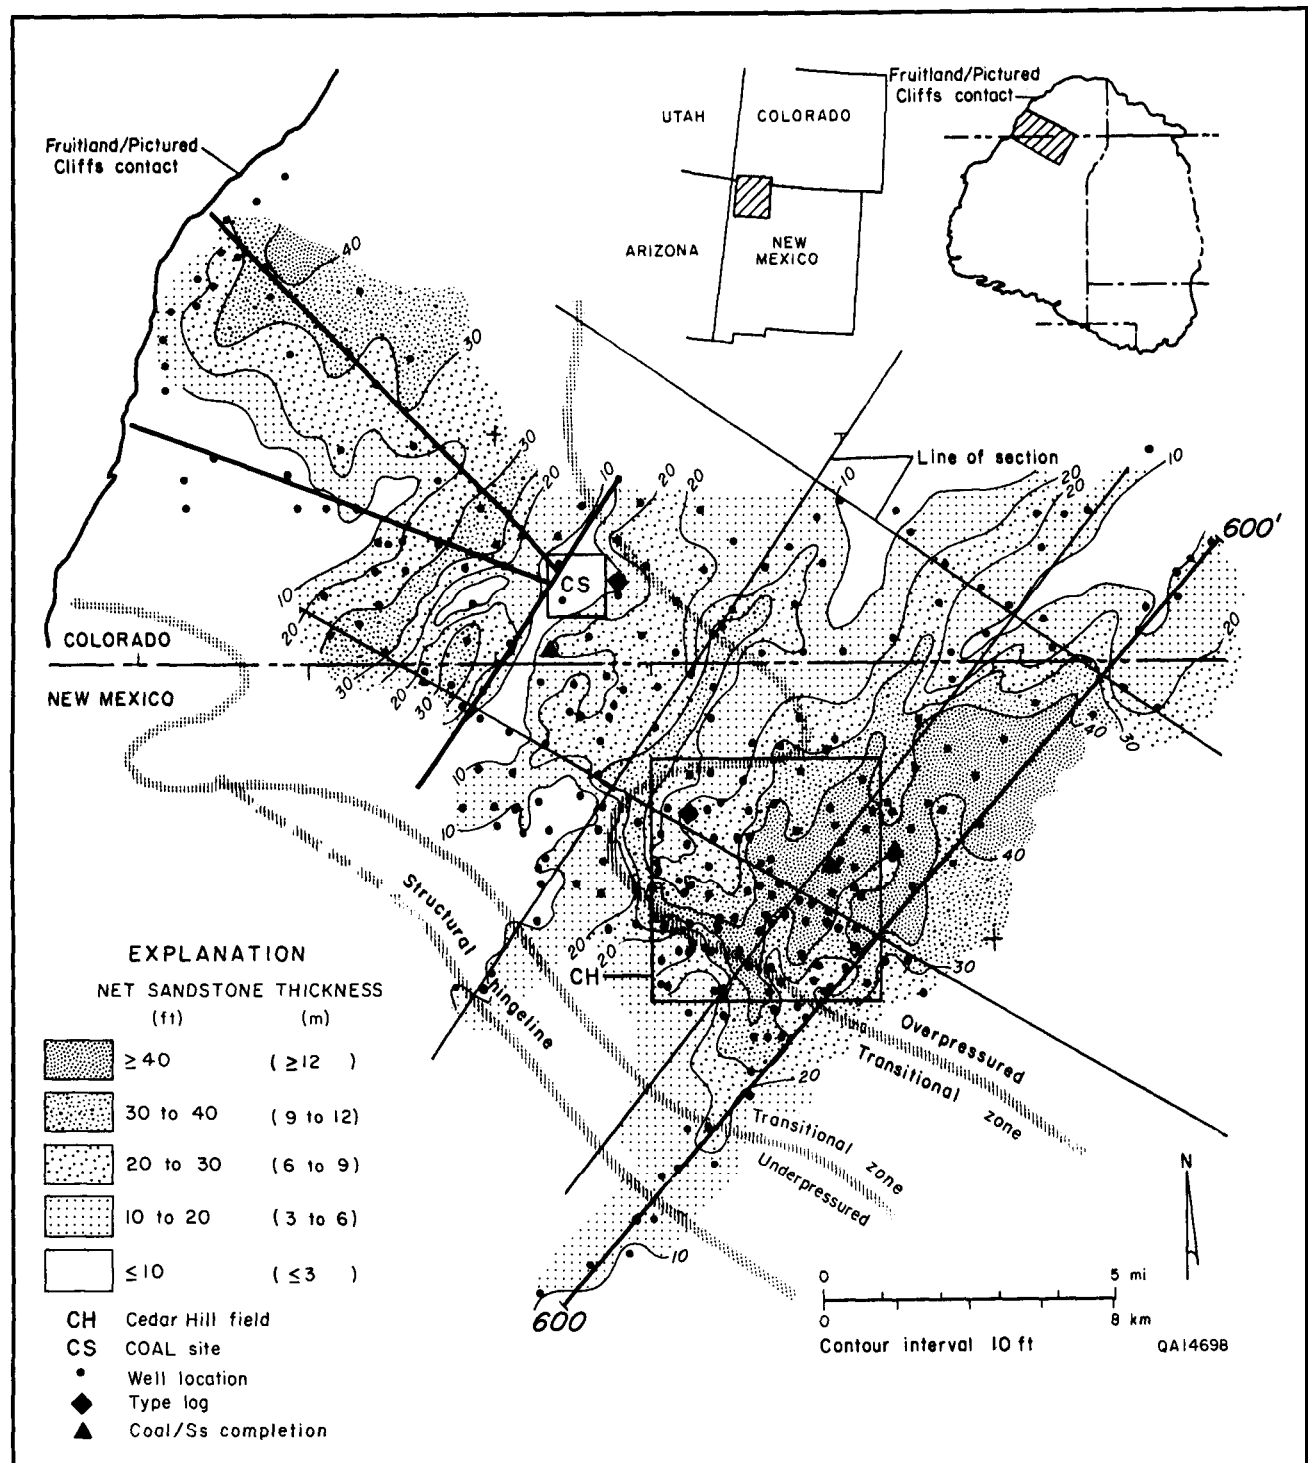 Fruitland/Pictured
Cliffs contact
UTAH
COLORADO
ARIZONA
NEW
MEXICO
Fruitland/Pictured
Cliffs contact
40
30
30
20
10
20
20
10
Line of section
20
20
10
600'
10
20
CS
20
COLORADO
NEW MEXICO
30
20
30
10
10
40
30
40
20
20
CH
30
Structural
hingeline
Overpressured
Transitional
zone
20
Transitional
zone
Underpressured
10
600
EXPLANATION
NET SANDSTONE THICKNESS
(ft) (m)
≥40 (≥12 )
30 to 40 (9 to 12)
20 to 30 (6 to 9)
10 to 20 (3 to 6)
≤10 (≤3 )
CH Cedar Hill field
CS COAL site
Well location
Type log
Coal/Ss completion
N
0 5 mi
0 8 km
Contour interval 10 ft
QA14698